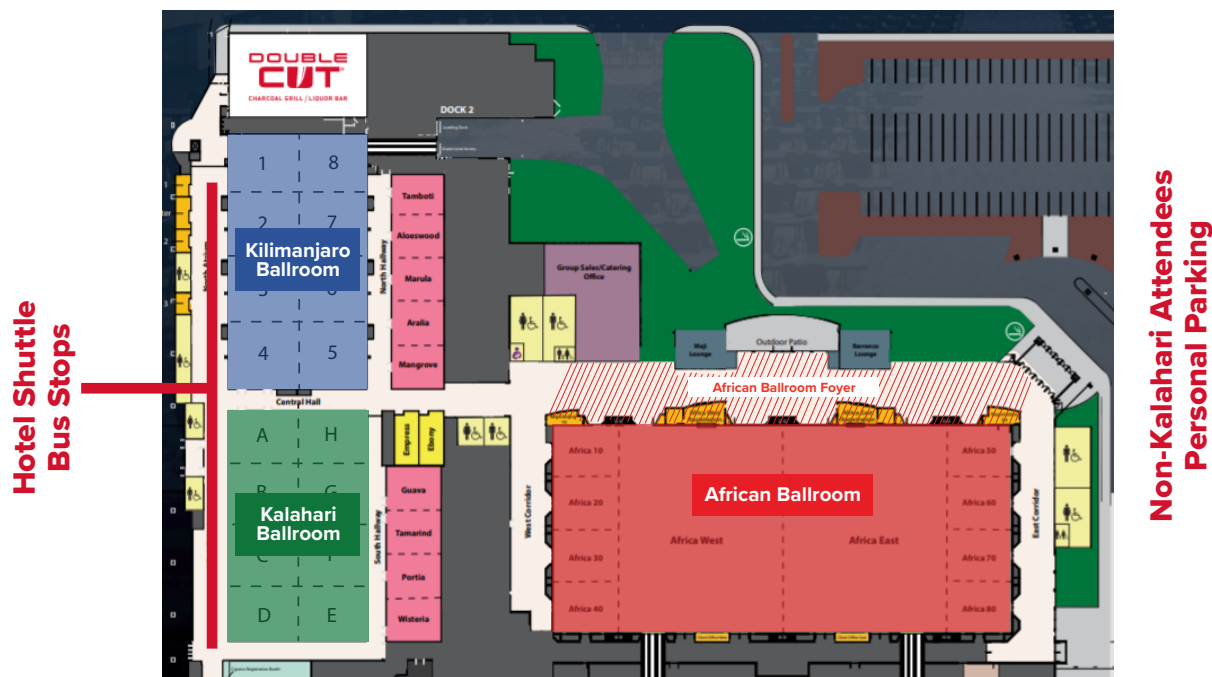 DOUBLE
CUT
CHARCOAL GRILL / LIQUOR BAR
DOCK 2
Loading Dock
1
8
2
7
Kilimanjaro
Ballroom
4
5
North Hallway
Tamboti
Aloeswood
Marula
Aralia
Mangrove
Group Sales/Catering
Office
Maji
Lounge
Outdoor Patio
Barranco
Lounge
African Ballroom Foyer
Hotel Shuttle
Bus Stops
Non-Kalahari Attendees
Personal Parking
Central Hall
A
H
B
G
Kalahari
Ballroom
C
D
E
Empress
Ebony
South Hallway
Guava
Tamarind
Portia
Wisteria
West Corridor
Africa 10
Africa 20
Africa 30
Africa 40
African Ballroom
Africa West
Africa East
Africa 50
Africa 60
Africa 70
Africa 80
East Corridor